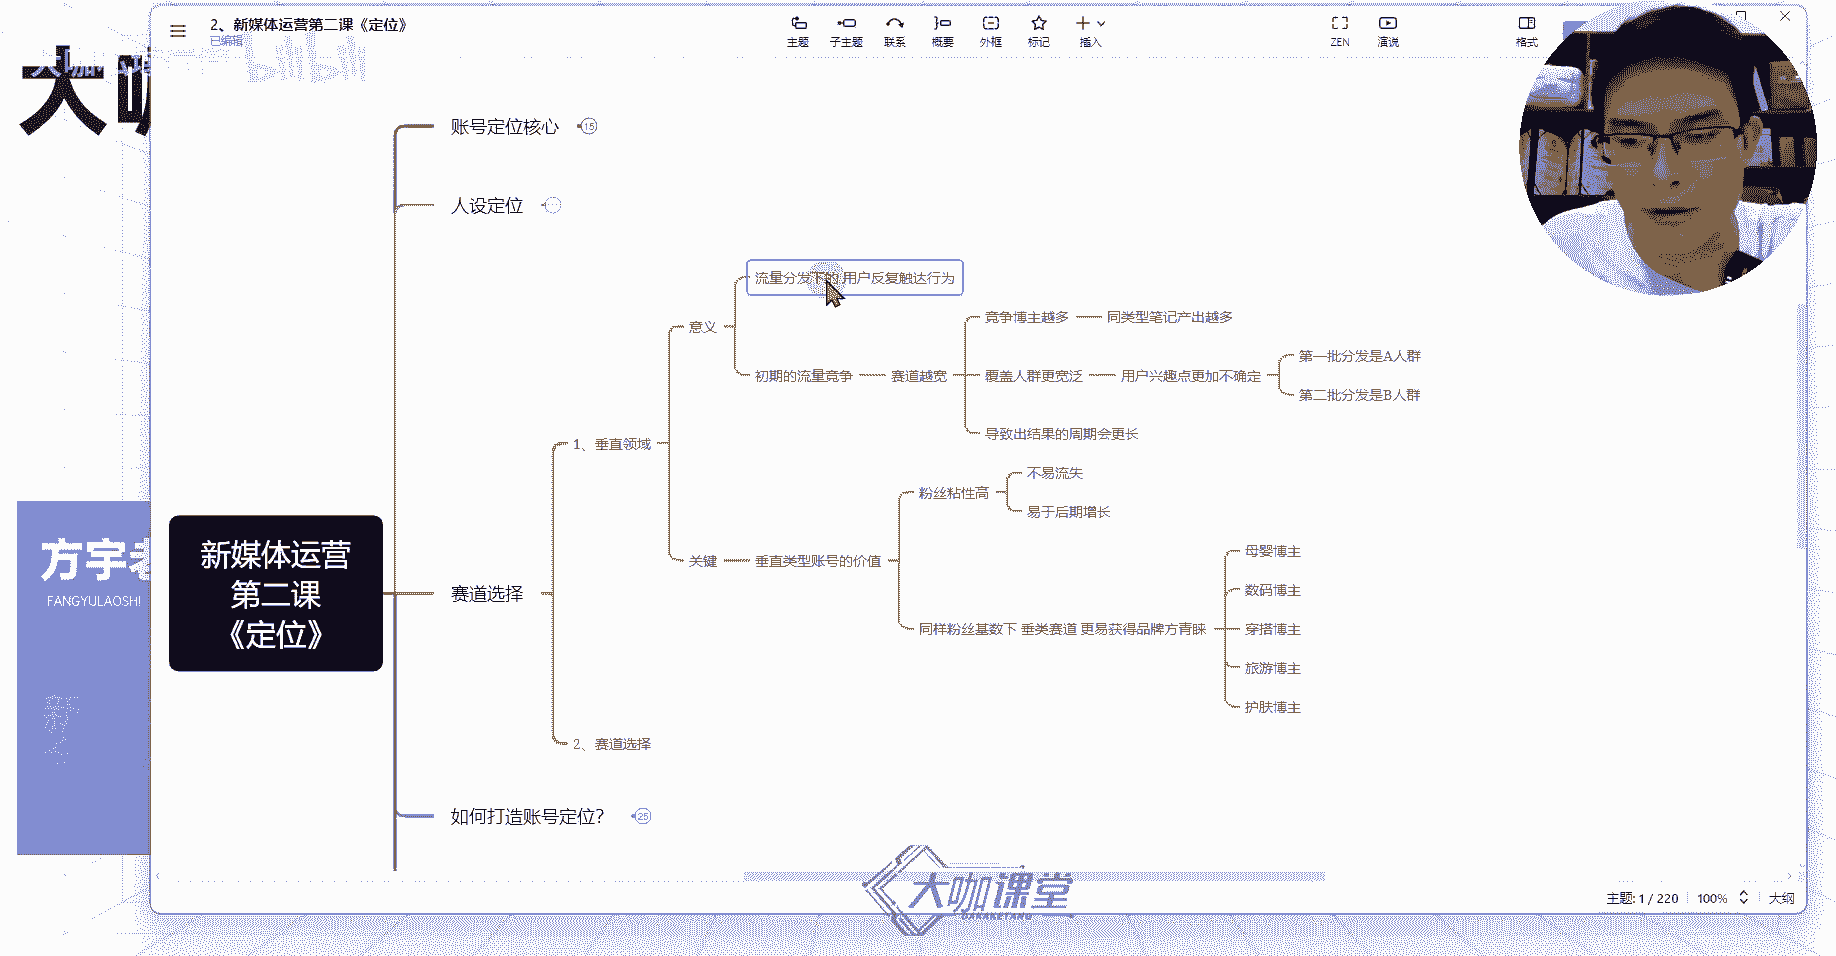 2、新媒体运营第二课《定位》
已编辑
主题
子主题
联系
概要
外框
标记
插入
ZEN
演说
格式
bilibili
账号定位核心
15
人设定位
流量分发下的 用户反复触达行为
意义
竞争博主越多
同类型笔记产出越多
初期的流量竞争
赛道越宽
覆盖人群更宽泛
用户兴趣点更加不确定
第一批分发是A人群
第二批分发是B人群
导致出结果的周期会更长
1、垂直领域
不易流失
粉丝粘性高
易于后期增长
关键
垂直类型账号的价值
母婴博主
数码博主
同样粉丝基数下 垂类赛道 更易获得品牌方青睐
穿搭博主
旅游博主
护肤博主
新媒体运营
第二课
《定位》
赛道选择
2、赛道选择
如何打造账号定位？
25
方宇老
FANGYULAOSHI
大咖课堂
DAKAKETANG
主题: 1 / 220
100%
大纲